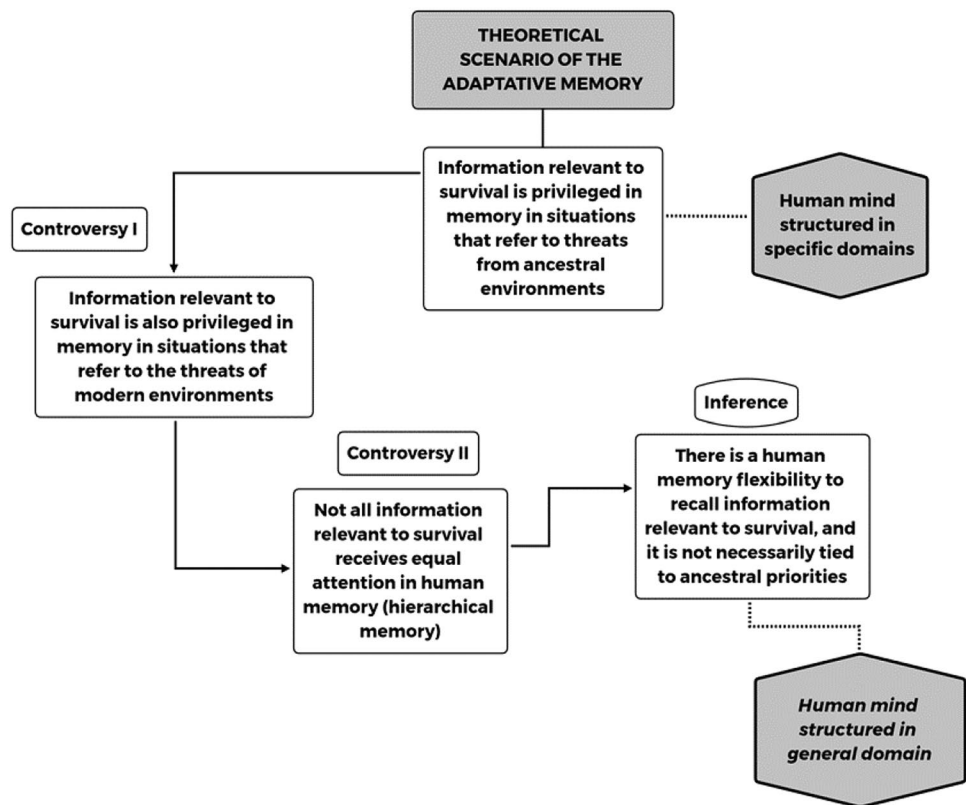 THEORETICAL
SCENARIO OF THE
ADAPTATIVE MEMORY
Information relevant to
survival is privileged in
memory in situations
that refer to threats
from ancestral
environments
Human mind
structured in
specific domains
Controversy I
Information relevant to
survival is also privileged in
memory in situations that
refer to the threats of
modern environments
Controversy II
Not all information
relevant to survival
receives equal
attention in human
memory (hierarchical
memory)
Inference
There is a human
memory flexibility to
recall information
relevant to survival, and
it is not necessarily tied
to ancestral priorities
Human mind
structured in
general domain